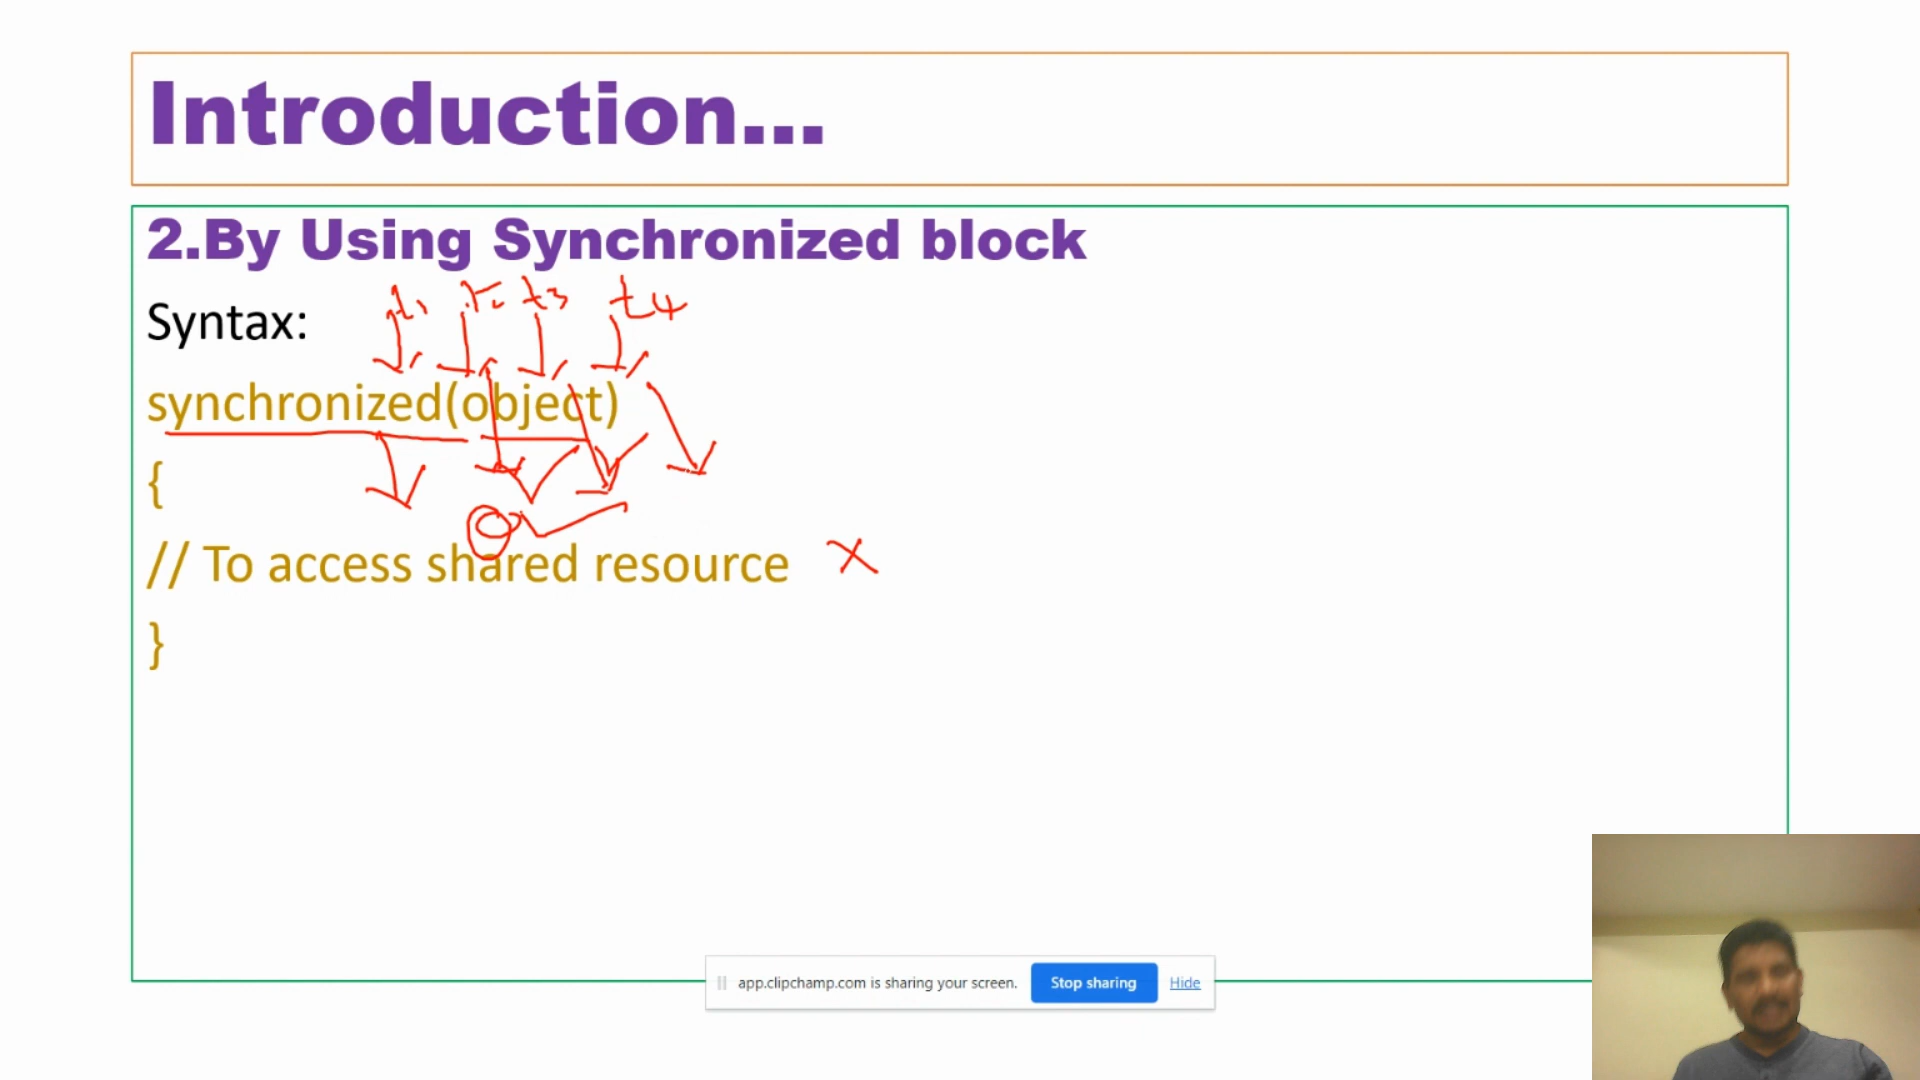 Introduction...
2.By Using Synchronized block
t1 t2 t3 t4
Syntax:
synchronized(object)
{
// To access shared resource x
}
app.clipchamp.com is sharing your screen. Stop sharing Hide